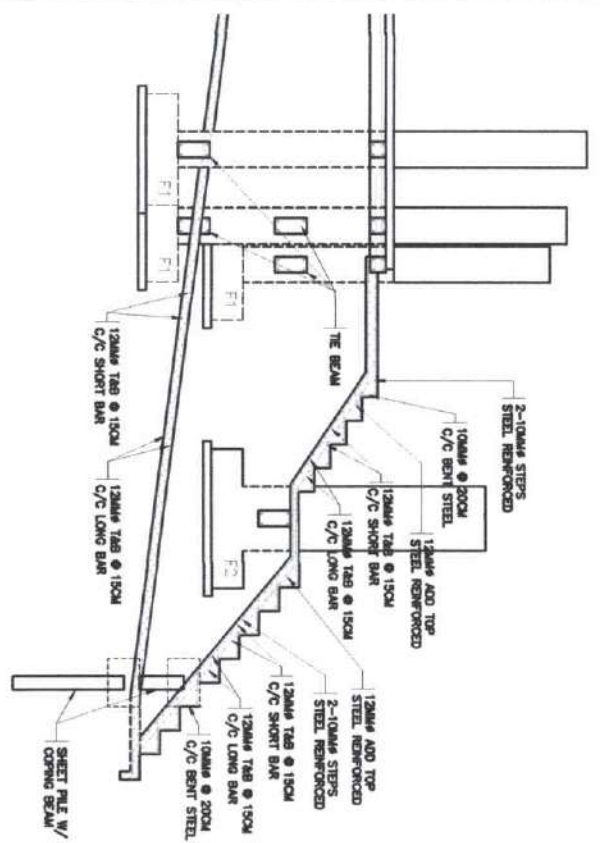 2-10MMø STEPS
STEEL REINFORCED
10MMø @ 20CM
C/C BENT STEEL
12MMø ADD TOP
STEEL REINFORCED
12MMø T&B @ 15CM
C/C SHORT BAR
12MMø T&B @ 15CM
C/C LONG BAR
TIE BEAM
F1
F1
F1
F2
12MMø T&B @ 15CM
C/C SHORT BAR
12MMø T&B @ 15CM
C/C LONG BAR
12MMø ADD TOP
STEEL REINFORCED
2-10MMø STEPS
STEEL REINFORCED
12MMø T&B @ 15CM
C/C SHORT BAR
12MMø T&B @ 15CM
C/C LONG BAR
10MMø @ 20CM
C/C BENT STEEL
SHEET PILE W/
COPING BEAM